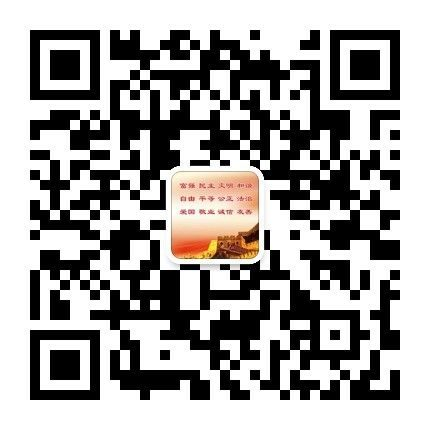 富强 民主 文明 和谐
自由 平等 公正 法治
爱国 敬业 诚信 友善